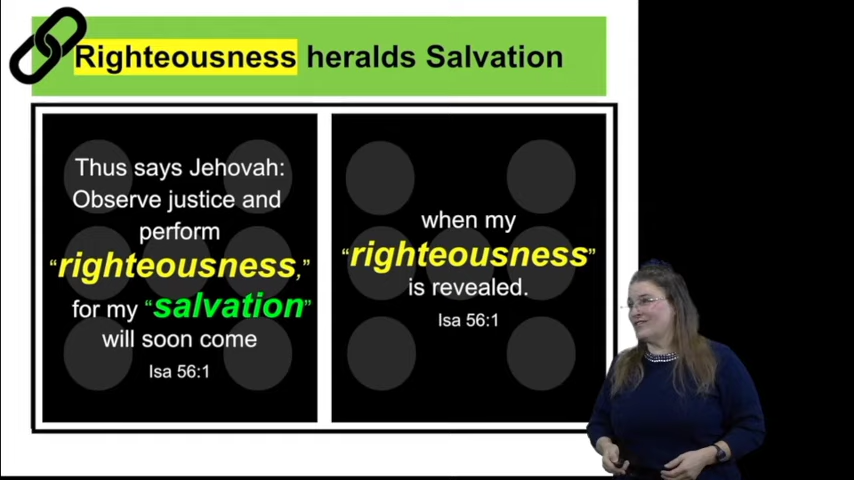 Righteousness heralds Salvation
Thus says Jehovah:
Observe justice and
perform
“righteousness,”
for my “salvation”
will soon come
Isa 56:1
when my
“righteousness”
is revealed.
Isa 56:1